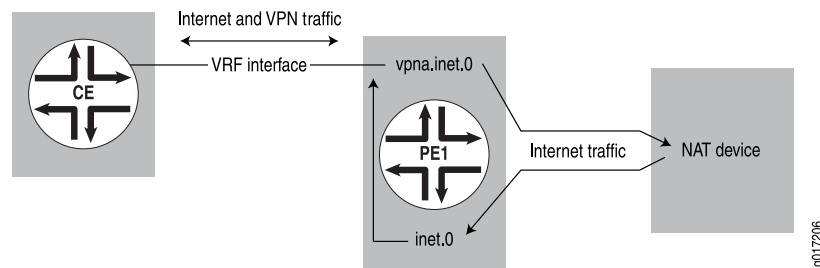 Internet and VPN traffic
VRF interface
vpna.inet.0
CE
PE1
Internet traffic
NAT device
inet.0
g017206